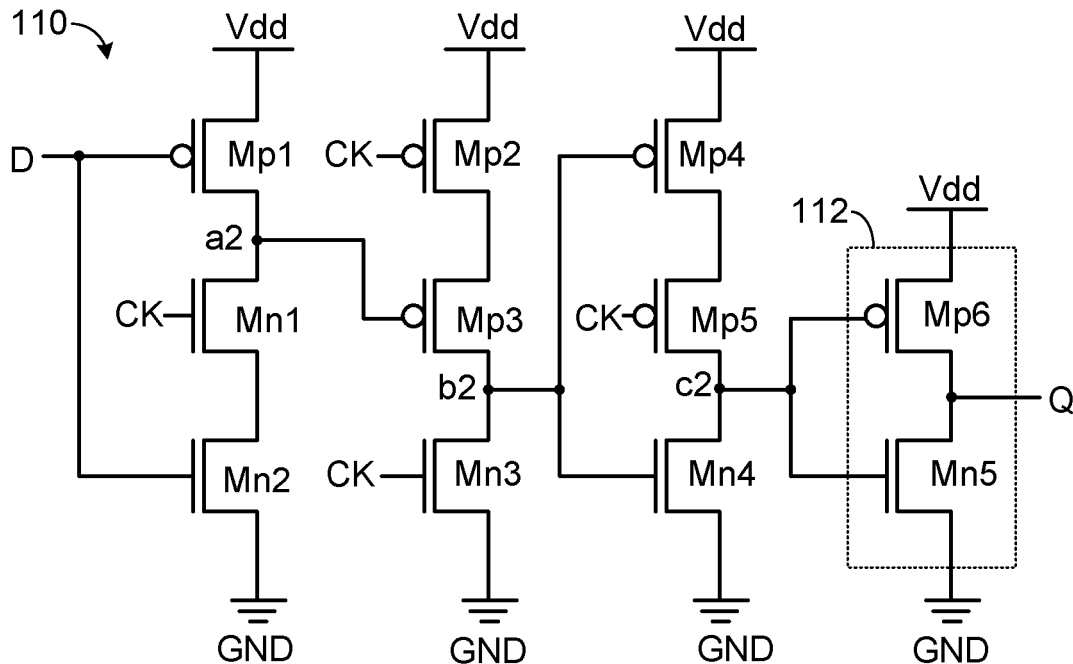 110
Vdd
Vdd
Vdd
D
Mp1
CK
Mp2
Mp4
112
Vdd
a2
CK
Mn1
Mp3
CK
Mp5
Mp6
b2
c2
Q
Mn2
CK
Mn3
Mn4
Mn5
GND
GND
GND
GND